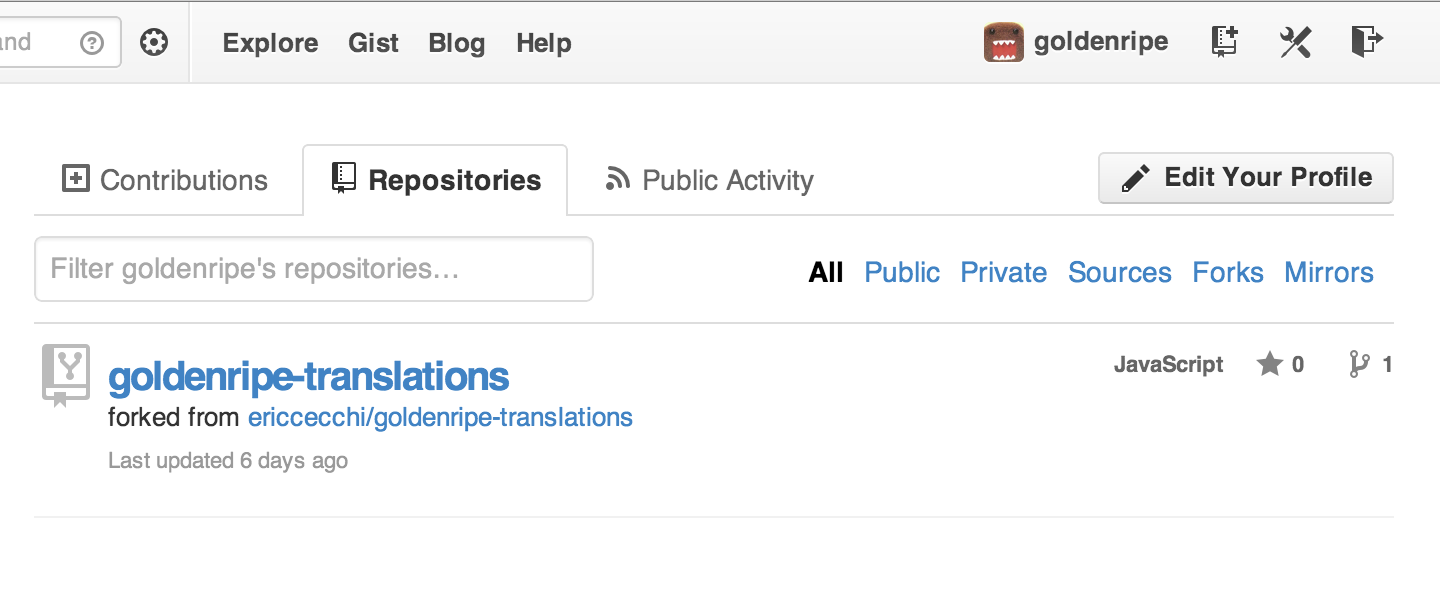 and
Explore Gist Blog Help
goldenripe
Contributions
Repositories
Public Activity
Edit Your Profile
Filter goldenripe's repositories…
All Public Private Sources Forks Mirrors
goldenripe-translations
JavaScript 0 1
forked from ericcecchi/goldenripe-translations
Last updated 6 days ago